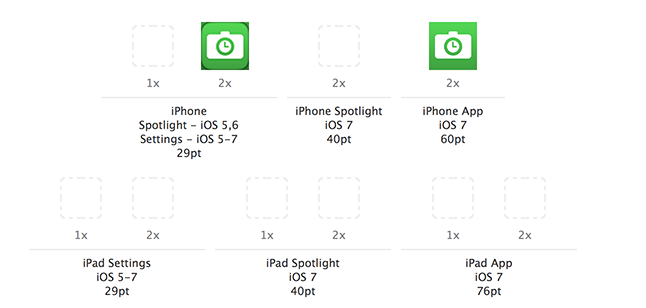 1x 2x 2x 2x
iPhone
Spotlight – iOS 5,6
Settings – iOS 5–7
29pt
iPhone Spotlight
iOS 7
40pt
iPhone App
iOS 7
60pt
1x 2x 1x 2x 1x 2x
iPad Settings
iOS 5–7
29pt
iPad Spotlight
iOS 7
40pt
iPad App
iOS 7
76pt